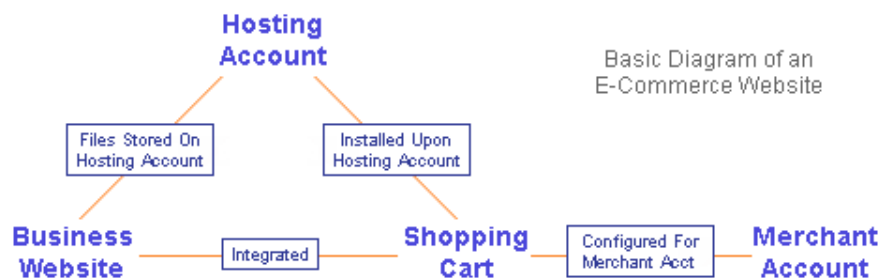 Hosting
Account
Basic Diagram of an
E-Commerce Website
Files Stored On
Hosting Account
Installed Upon
Hosting Account
Business
Website
Integrated
Shopping
Cart
Configured For
Merchant Acct
Merchant
Account